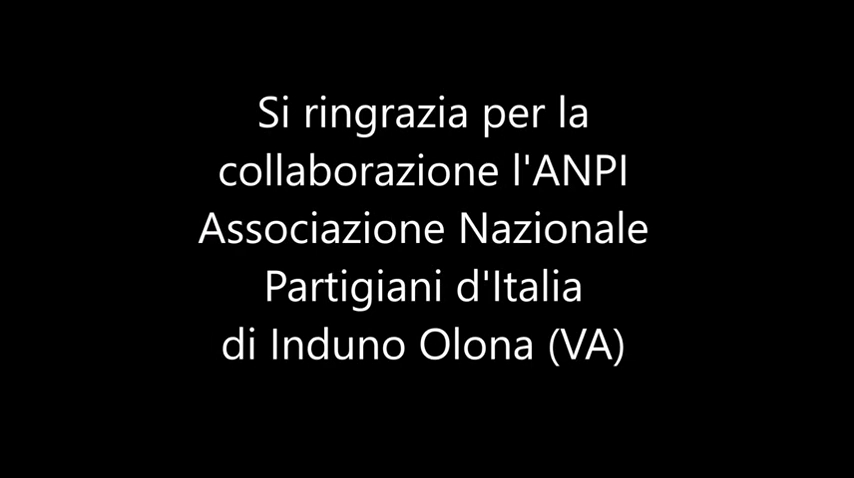 Si ringrazia per la
collaborazione l'ANPI
Associazione Nazionale
Partigiani d'Italia
di Induno Olona (VA)